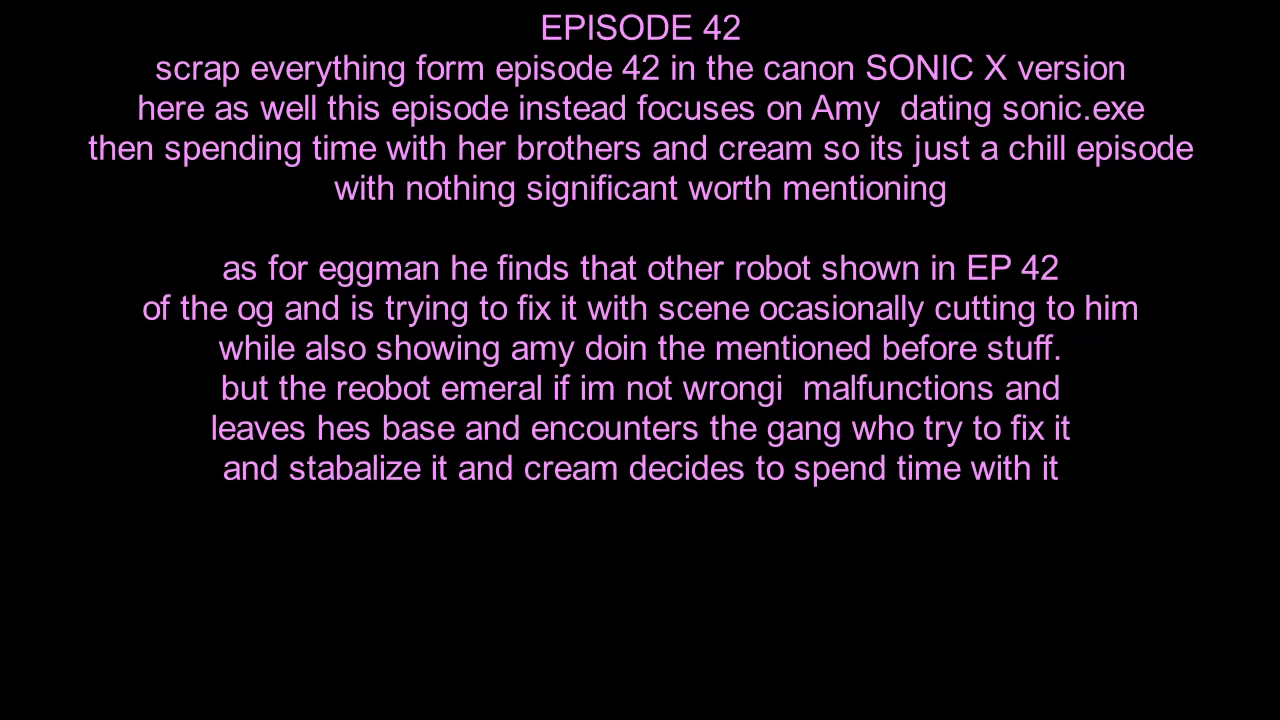 EPISODE 42
scrap everything form episode 42 in the canon SONIC X version
here as well this episode instead focuses on Amy  dating sonic.exe
then spending time with her brothers and cream so its just a chill episode
with nothing significant worth mentioning
as for eggman he finds that other robot shown in EP 42
of the og and is trying to fix it with scene ocasionally cutting to him
while also showing amy doin the mentioned before stuff.
but the reobot emeral if im not wrongi  malfunctions and
leaves hes base and encounters the gang who try to fix it
and stabalize it and cream decides to spend time with it